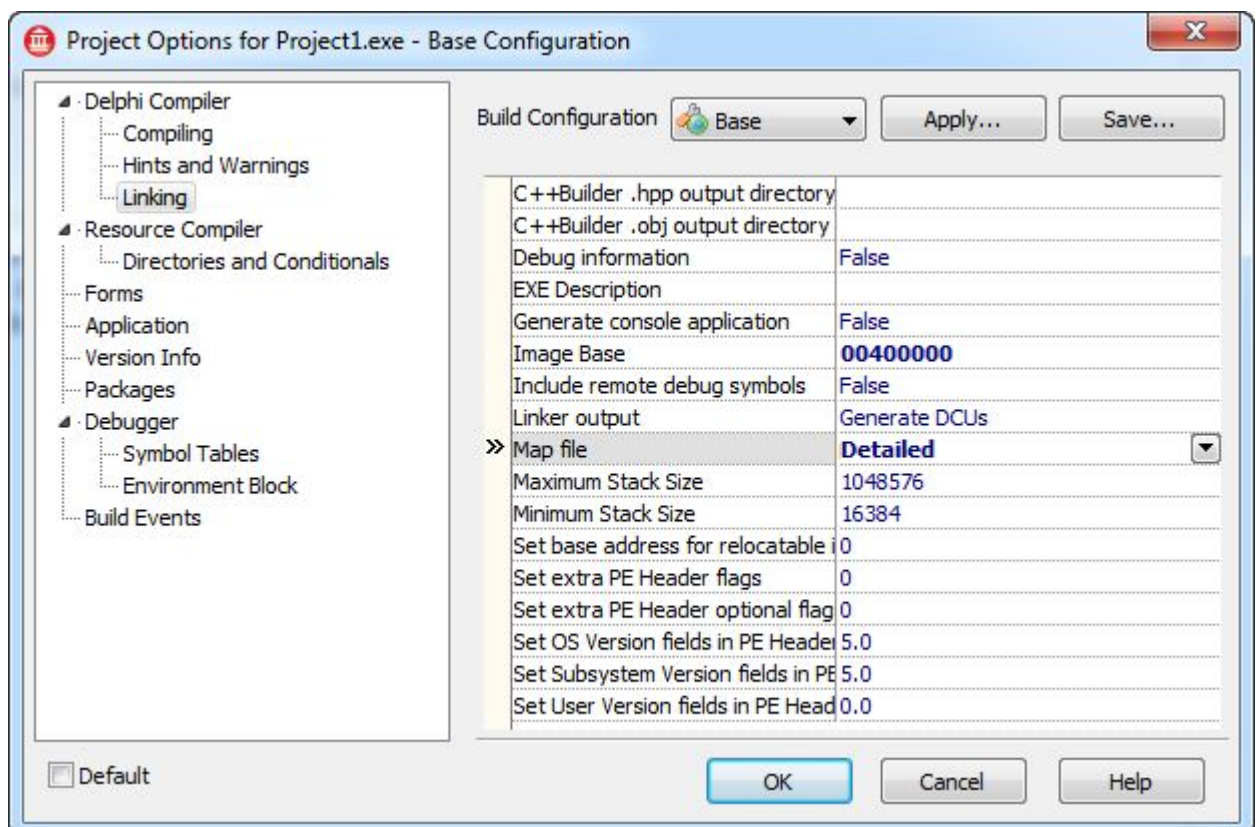 Project Options for Project1.exe - Base Configuration
Delphi Compiler
Compiling
Hints and Warnings
Linking
Resource Compiler
Directories and Conditionals
Forms
Application
Version Info
Packages
Debugger
Symbol Tables
Environment Block
Build Events
Default
Build Configuration Base Apply... Save...
C++Builder .hpp output directory
C++Builder .obj output directory
Debug information False
EXE Description
Generate console application False
Image Base 00400000
Include remote debug symbols False
Linker output Generate DCUs
Map file Detailed
Maximum Stack Size 1048576
Minimum Stack Size 16384
Set base address for relocatable i 0
Set extra PE Header flags 0
Set extra PE Header optional flag 0
Set OS Version fields in PE Header 5.0
Set Subsystem Version fields in PE 5.0
Set User Version fields in PE Head 0.0
OK Cancel Help